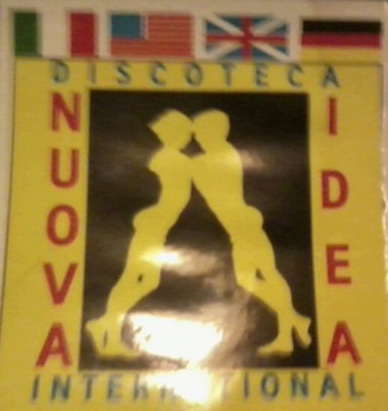 DISCOTECA
NUOVA
IDEA
INTERNATIONAL